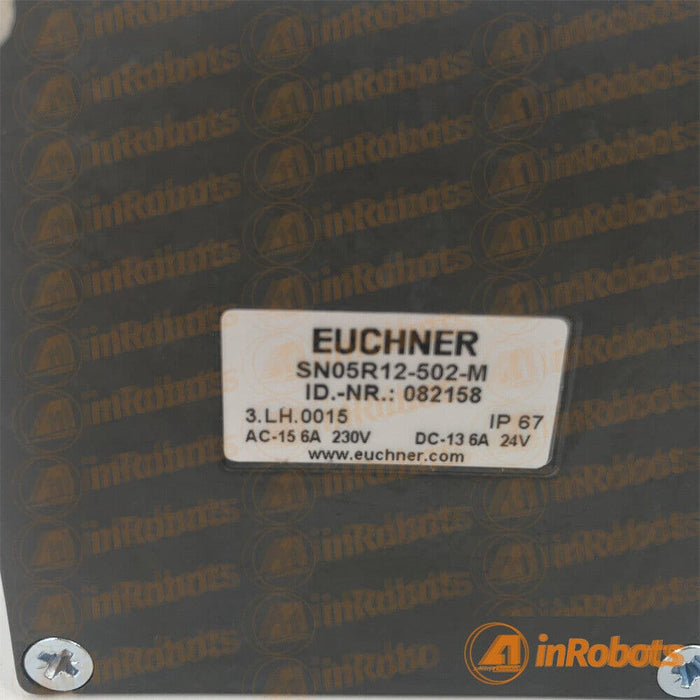 EUCHNER
SN05R12-502-M
ID.-NR.: 082158
3.LH.0015 IP 67
AC-15 6A 230V DC-13 6A 24V
www.euchner.com
inRobots